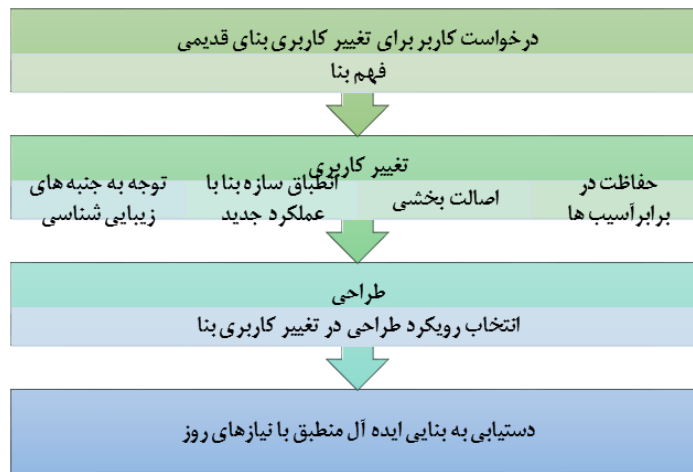 درخواست کاربر برای تغییر کاربری بنای قدیمی
فهم بنا
تغییر کاربری
حفاظت در
برابرآسیب ها
اصالت بخشی
انطباق سازه بنا با
عملکرد جدید
توجه به جنبه های
زیبایی شناسی
طراحی
انتخاب رویکرد طراحی در تغییر کاربری بنا
دستیابی به بنایی ایده آل منطبق با نیازهای روز